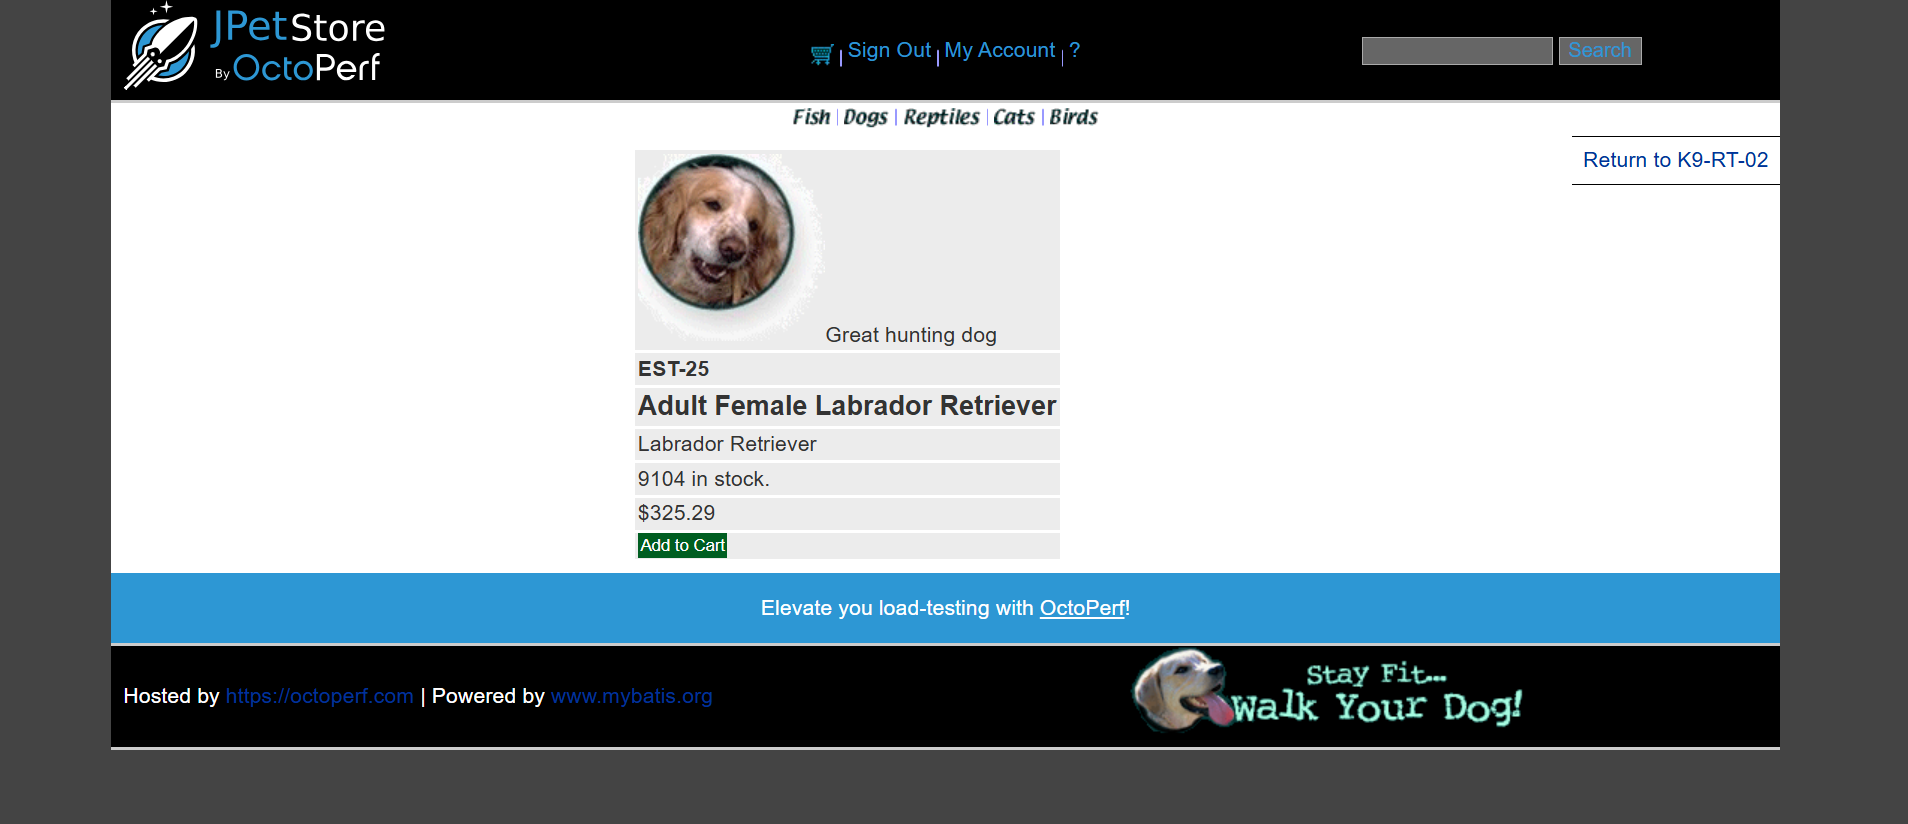 JPetStore
By OctoPerf
Sign Out | My Account | ?
Search
Fish | Dogs | Reptiles | Cats | Birds
Return to K9-RT-02
Great hunting dog
EST-25
Adult Female Labrador Retriever
Labrador Retriever
9104 in stock.
$325.29
Add to Cart
Elevate you load-testing with OctoPerf!
Hosted by https://octoperf.com | Powered by www.mybatis.org
Stay Fit...
Walk Your Dog!